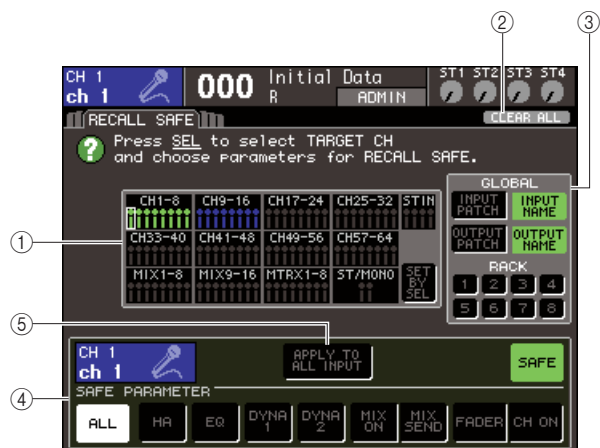 ② ③
CH 1
ch 1
000 Initial Data
R ADMIN
ST1 ST2 ST3 ST4
RECALL SAFE
CLEAR ALL
? Press SEL to select TARGET CH
and choose parameters for RECALL SAFE.
GLOBAL
INPUT PATCH INPUT NAME
OUTPUT PATCH OUTPUT NAME
RACK
1 2 3 4
5 6 7 8
①
CH1-8 CH9-16 CH17-24 CH25-32 STIN
CH33-40 CH41-48 CH49-56 CH57-64
MIX1-8 MIX9-16 MTRX1-8 ST/MONO SET BY SEL
⑤
④
CH 1
ch 1
APPLY TO
ALL INPUT
SAFE
SAFE PARAMETER
ALL HA EQ DYNA 1 DYNA 2 MIX ON MIX SEND FADER CH ON